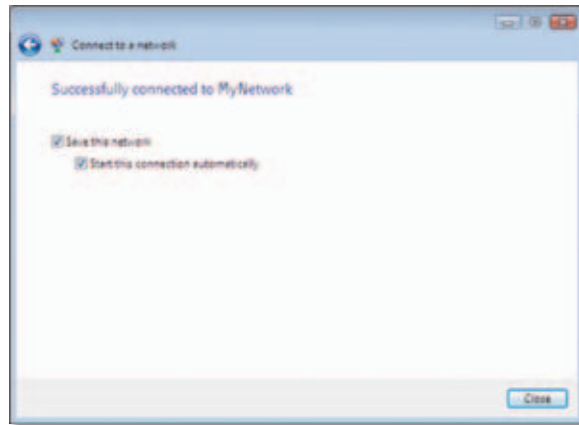 Connect to a network
Successfully connected to MyNetwork
Save this network
Start this connection automatically
Close